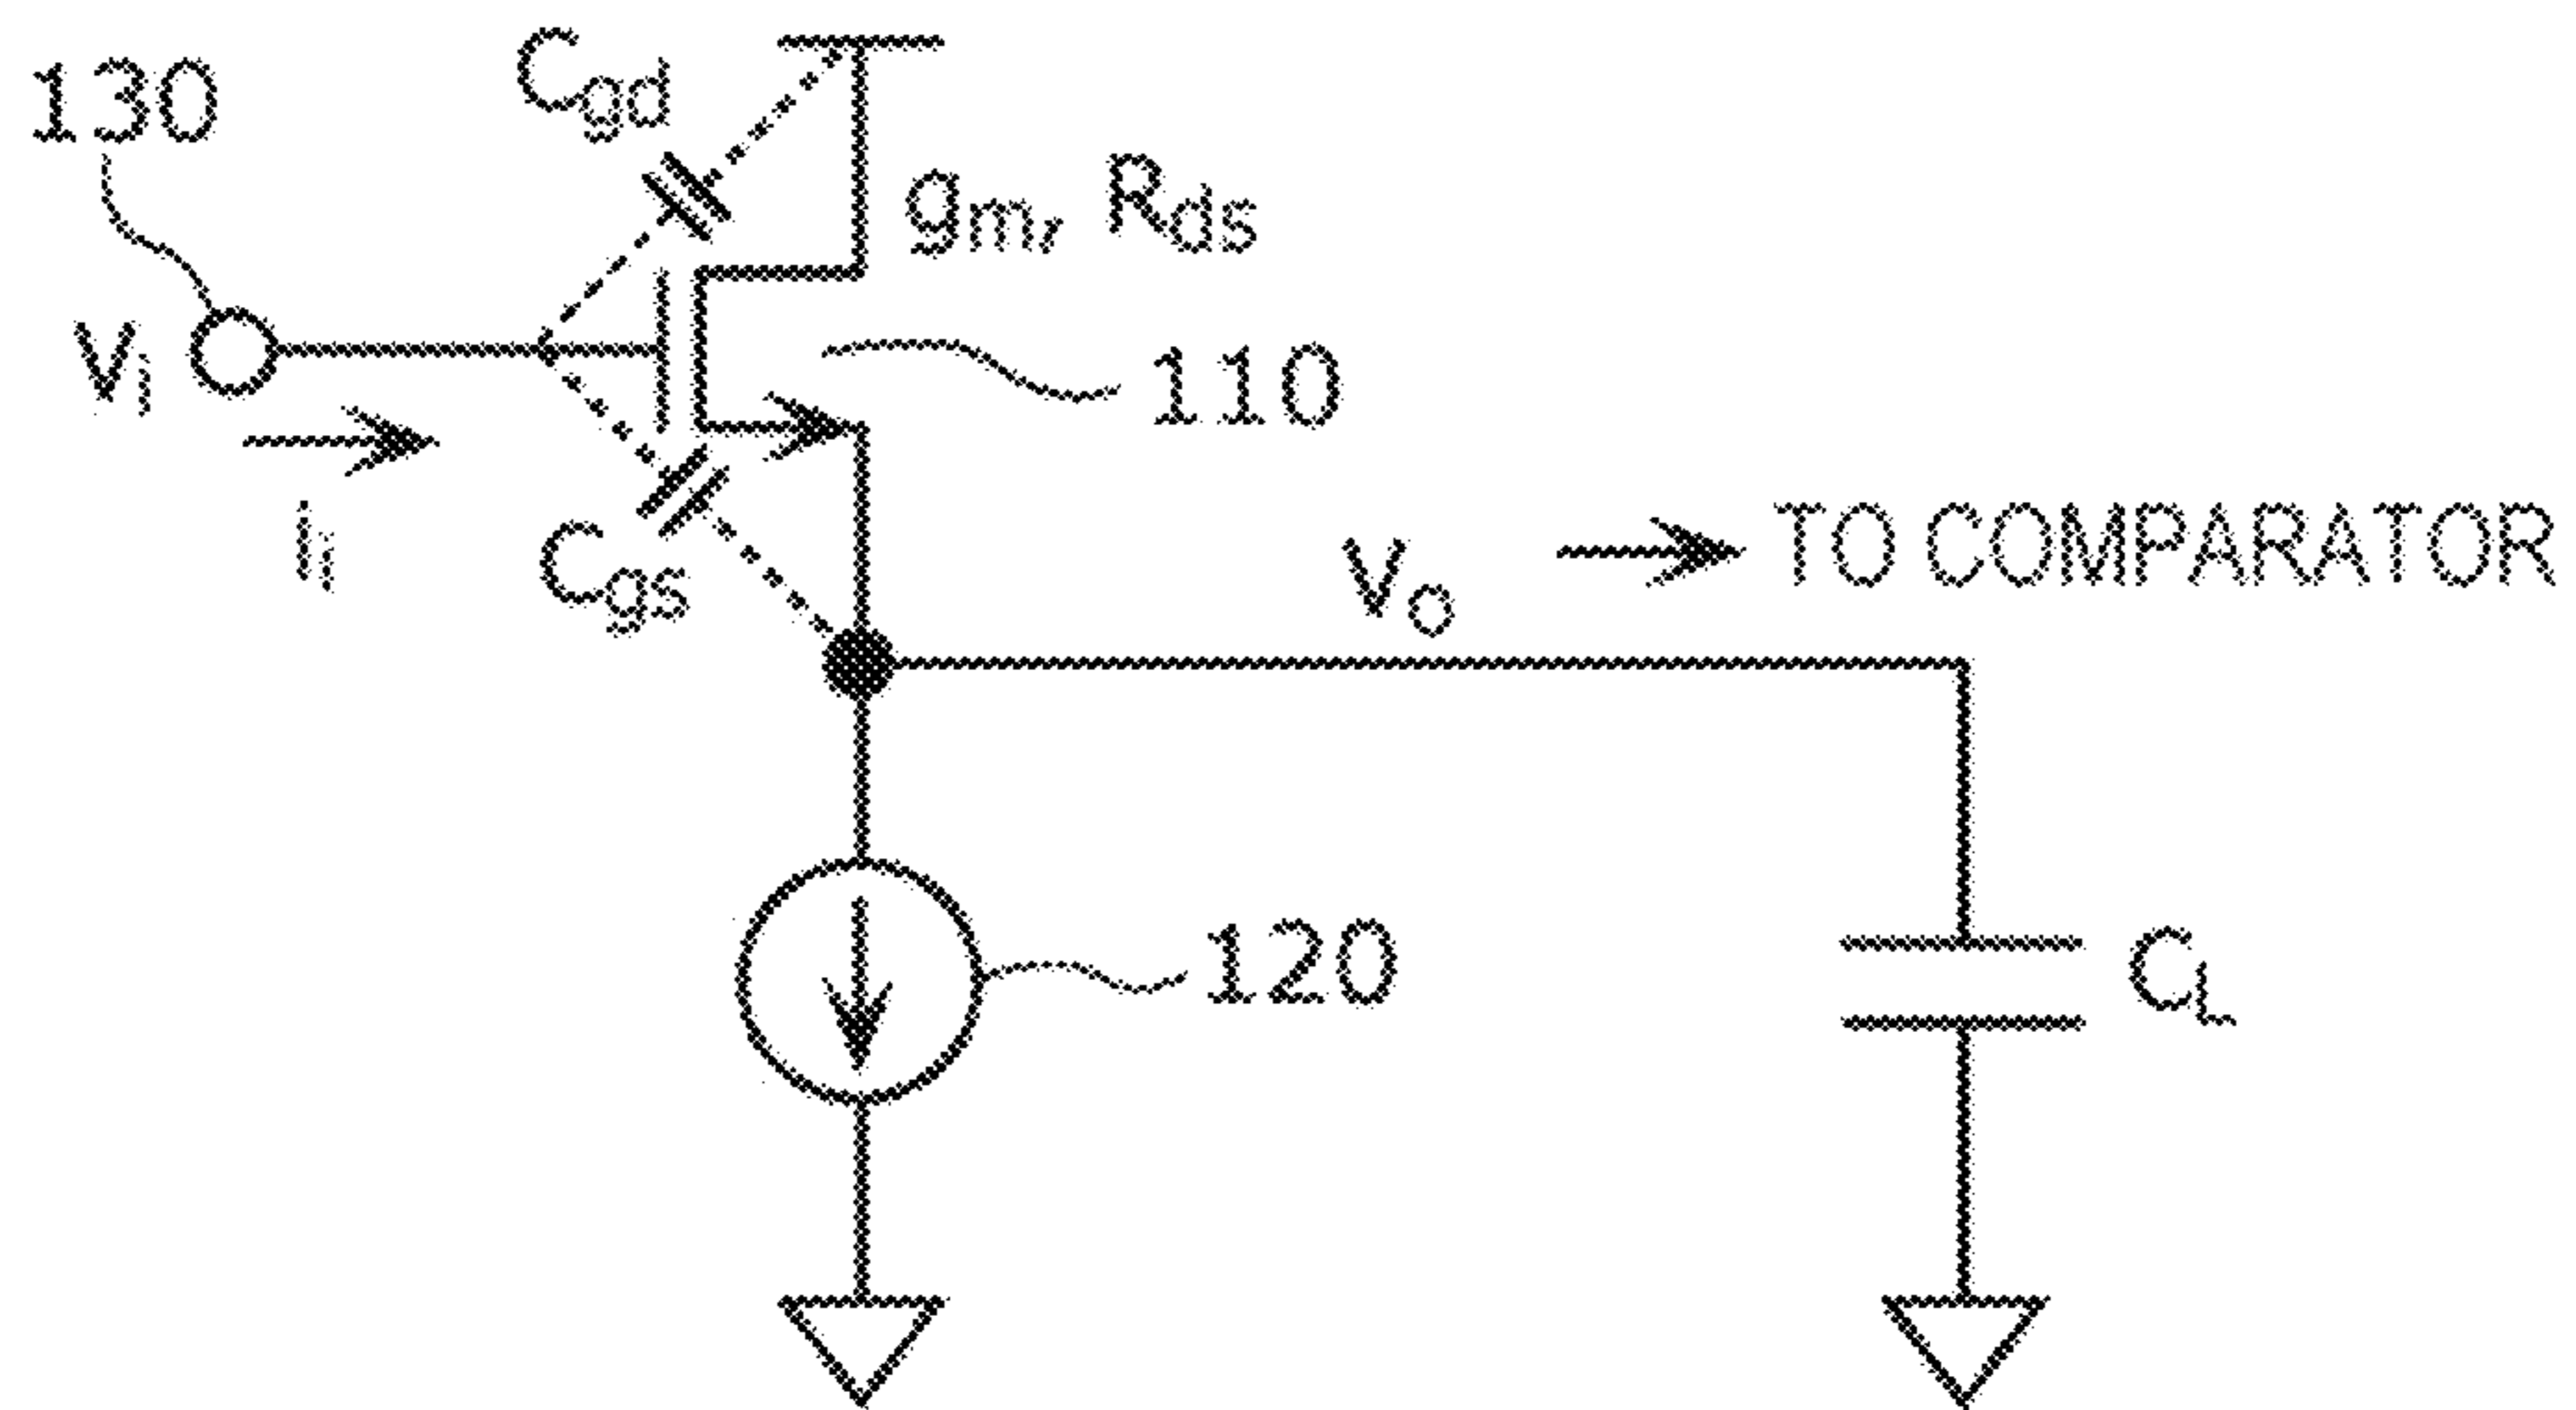 130
Cgd
gm, Rds
Vi
110
Ii
Cgs
Vo
TO COMPARATOR
120
CL